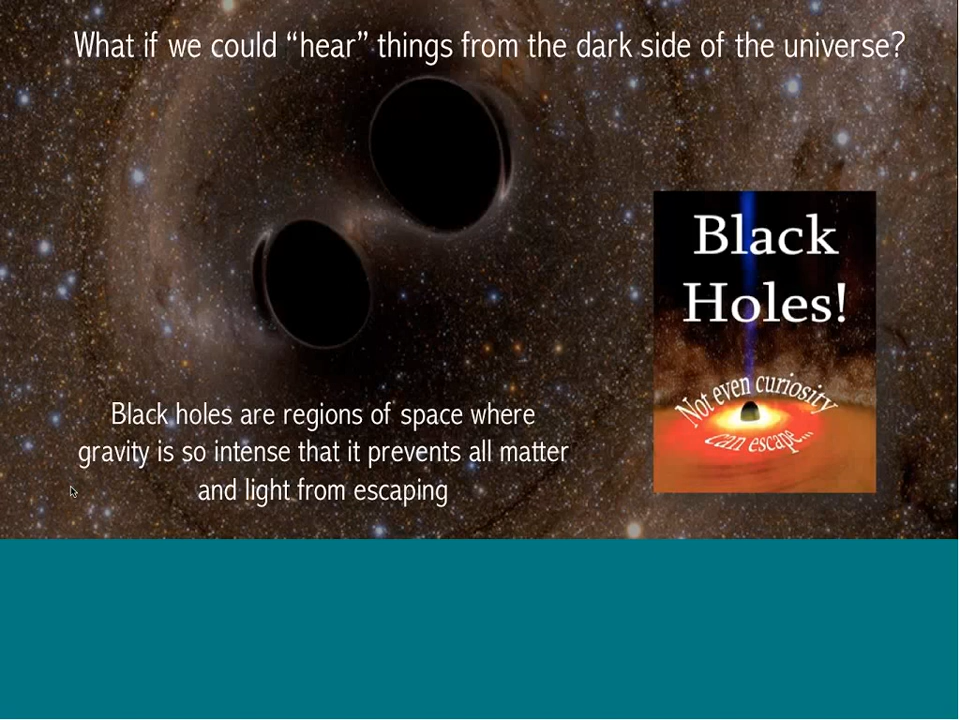 What if we could “hear” things from the dark side of the universe?
Black
Holes!
Not even curiosity
can escape...
Black holes are regions of space where
gravity is so intense that it prevents all matter
and light from escaping